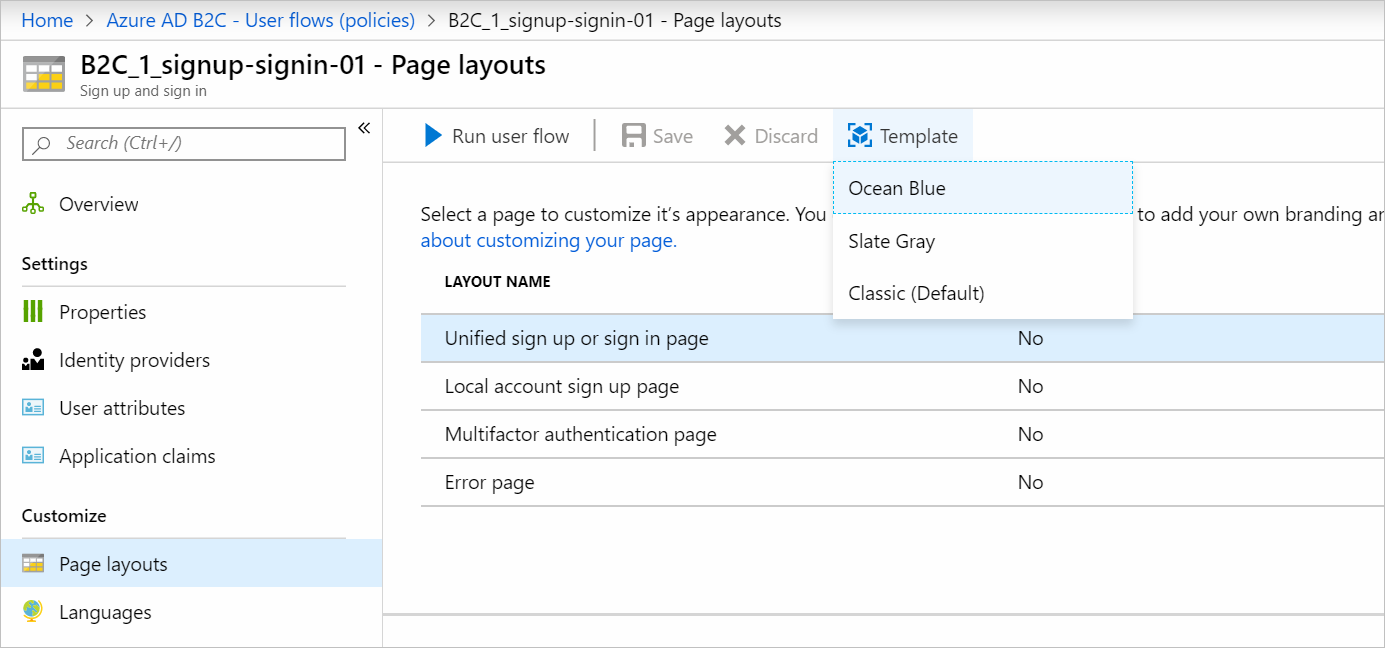 Home > Azure AD B2C - User flows (policies) > B2C_1_signup-signin-01 - Page layouts
B2C_1_signup-signin-01 - Page layouts
Sign up and sign in
Search (Ctrl+/)
«
Overview
Settings
Properties
Identity providers
User attributes
Application claims
Customize
Page layouts
Languages
Run user flow
Save
Discard
Template
Ocean Blue
Slate Gray
Classic (Default)
Select a page to customize it’s appearance. You
to add your own branding
about customizing your page.
LAYOUT NAME
Unified sign up or sign in page No
Local account sign up page No
Multifactor authentication page No
Error page No